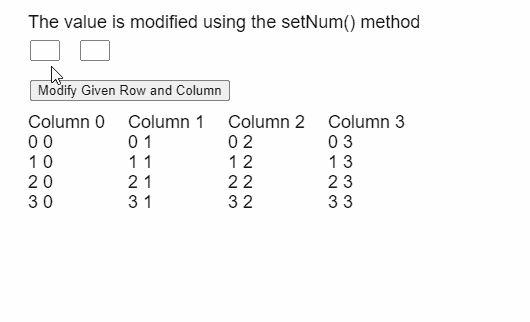 The value is modified using the setNum() method
Modify Given Row and Column
Column 0 Column 1 Column 2 Column 3
0 0 0 1 0 2 0 3
1 0 1 1 1 2 1 3
2 0 2 1 2 2 2 3
3 0 3 1 3 2 3 3